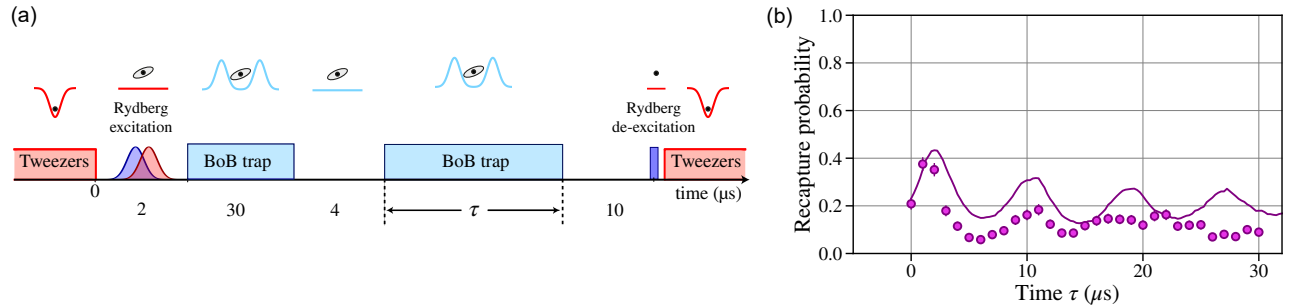 (a)
Rydberg
excitation
Rydberg
de-excitation
Tweezers
BoB trap
BoB trap
Tweezers
0
time (μs)
2
30
4
τ
10
(b)
Recapture probability
1.0
0.8
0.6
0.4
0.2
0.0
0
10
20
30
Time τ (μs)